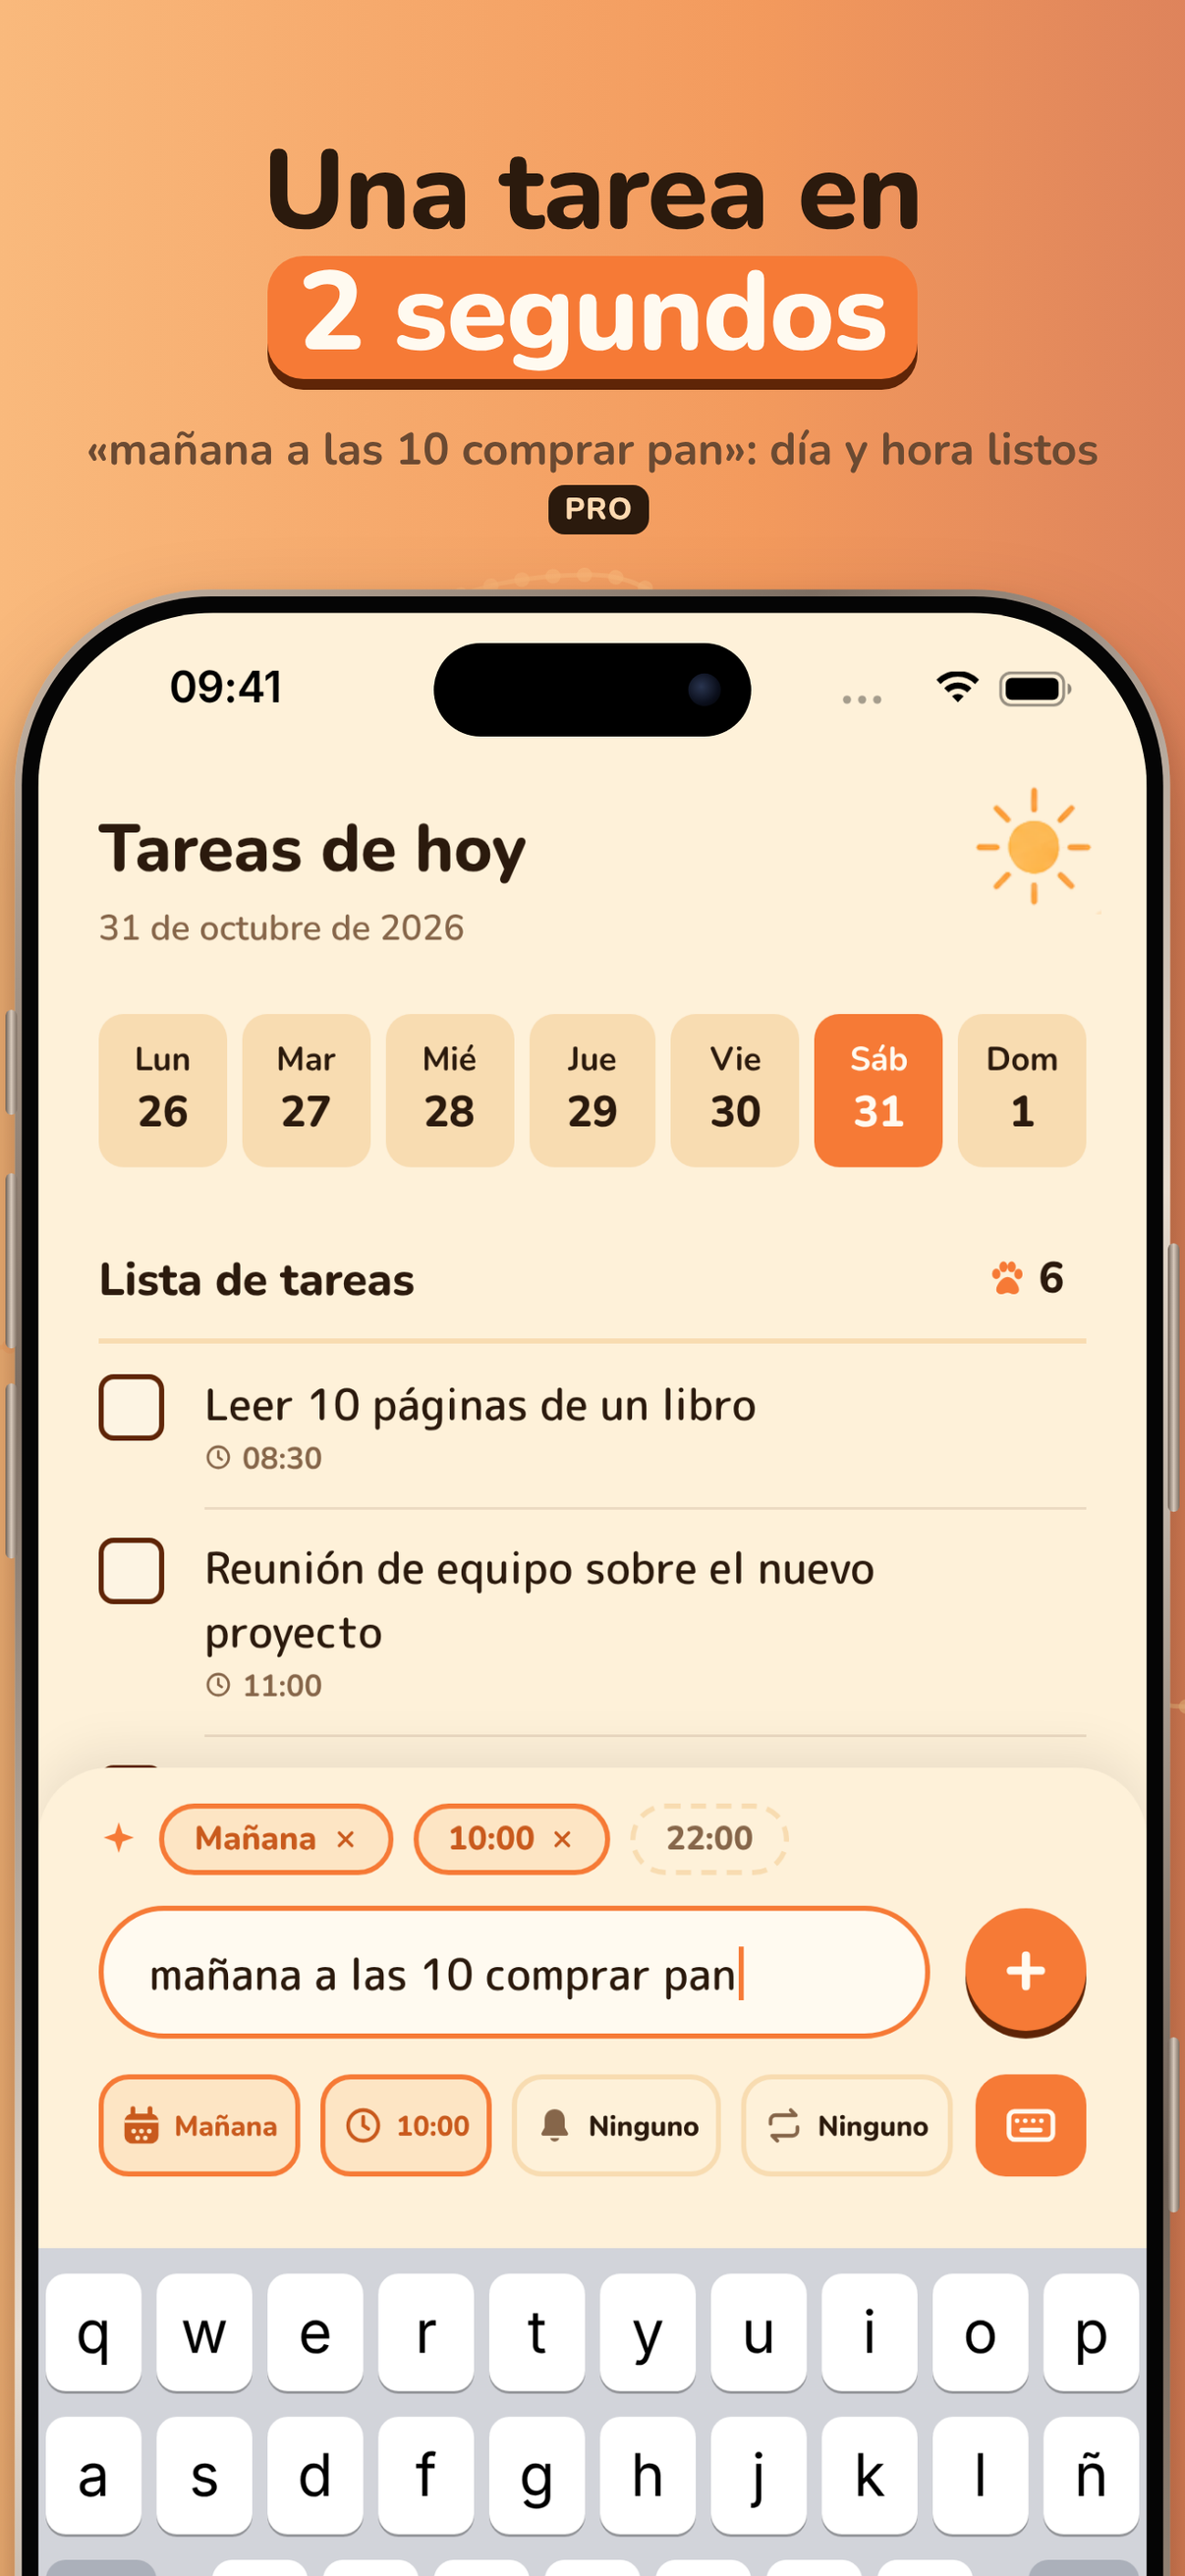 Una tarea en
2 segundos
«mañana a las 10 comprar pan»: día y hora listos
PRO
09:41
Tareas de hoy
31 de octubre de 2026
Lun Mar Mié Jue Vie Sáb Dom
26 27 28 29 30 31 1
Lista de tareas 6
Leer 10 páginas de un libro
08:30
Reunión de equipo sobre el nuevo
proyecto
11:00
Mañana × 10:00 × 22:00
mañana a las 10 comprar pan
Mañana 10:00 Ninguno Ninguno
q w e r t y u i o p
a s d f g h j k l ñ